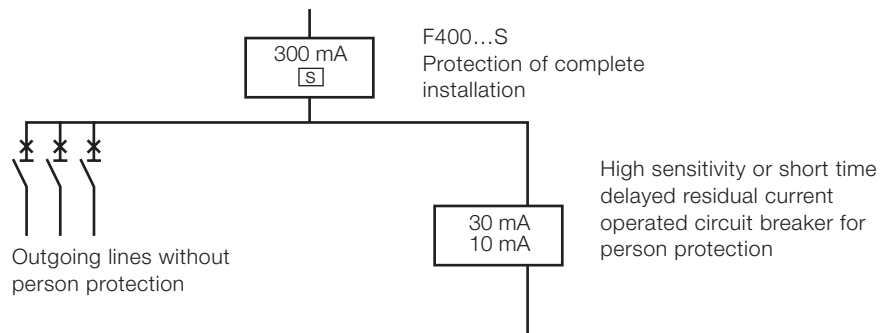 300 mA
S
F400...S
Protection of complete
installation
Outgoing lines without
person protection
30 mA
10 mA
High sensitivity or short time
delayed residual current
operated circuit breaker for
person protection